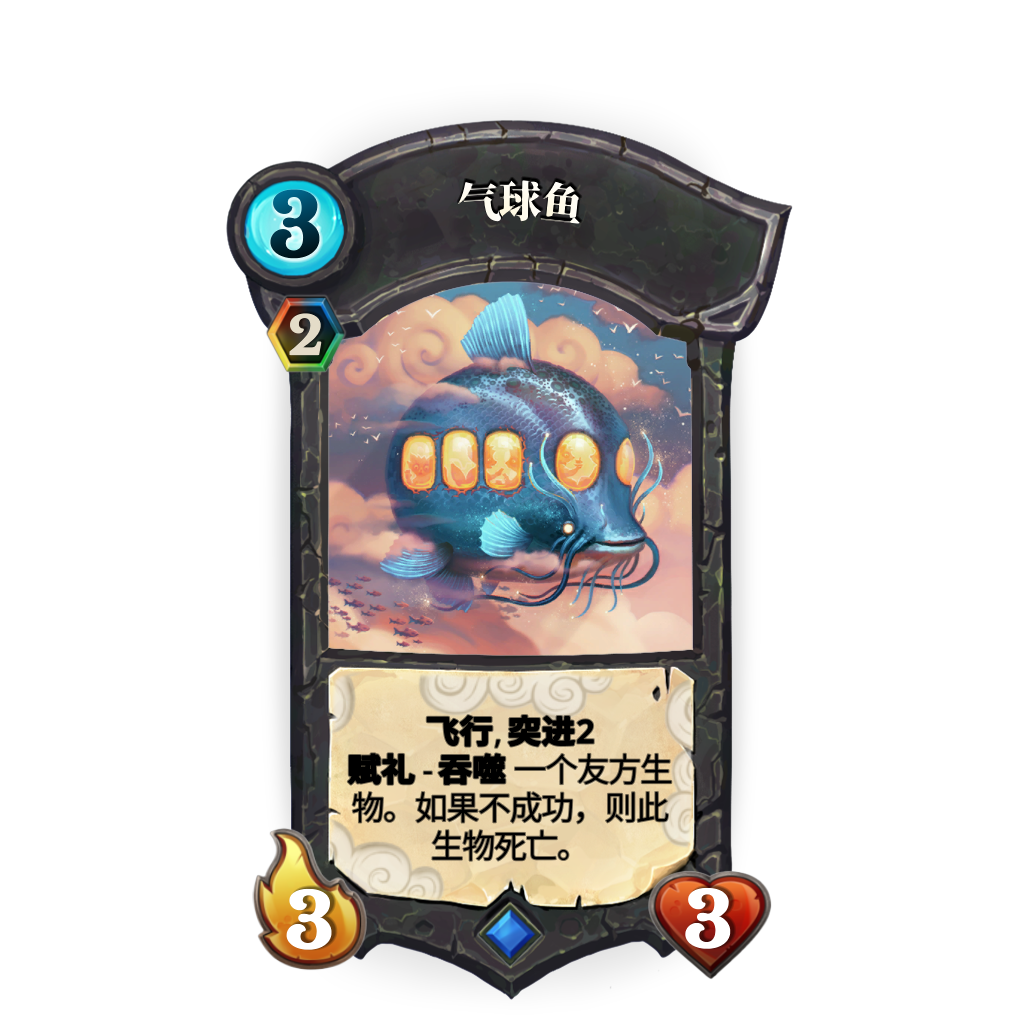 3
气球鱼
2
飞行, 突进2
赋礼 - 吞噬 一个友方生
物。如果不成功，则此
生物死亡。
3
3